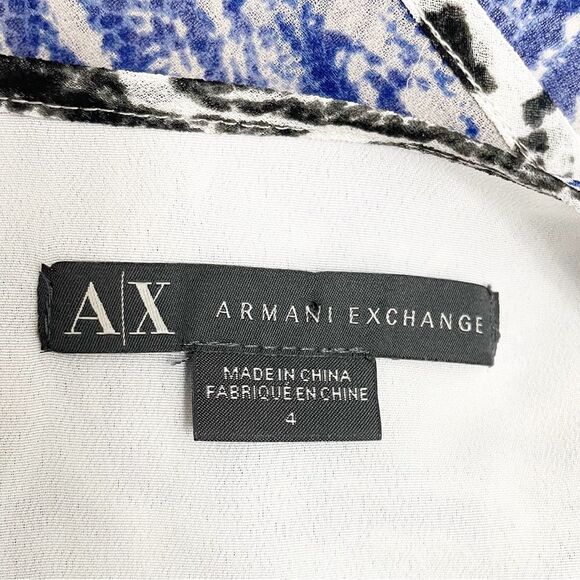 A|X ARMANI EXCHANGE
MADE IN CHINA
FABRIQUÉ EN CHINE
4